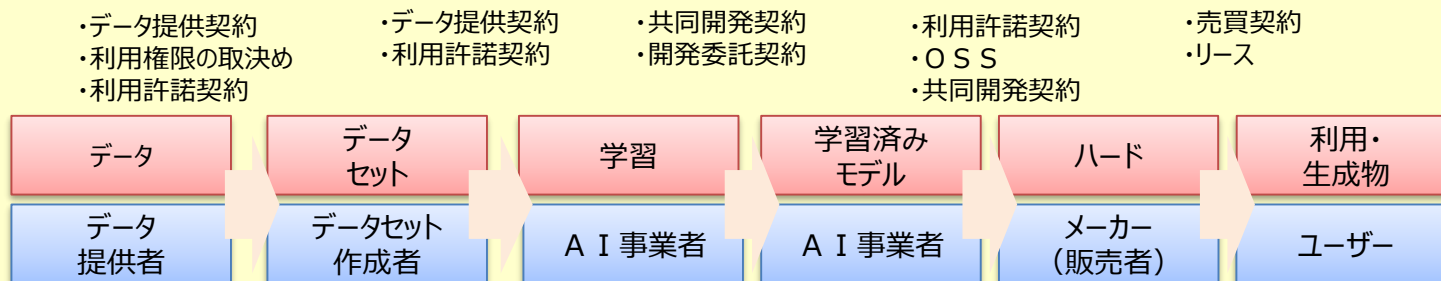 ・データ提供契約
・利用権限の取決め
・利用許諾契約
・データ提供契約
・利用許諾契約
・共同開発契約
・開発委託契約
・利用許諾契約
・ＯＳＳ
・共同開発契約
・売買契約
・リース
データ
データ
セット
学習
学習済み
モデル
ハード
利用・
生成物
データ
提供者
データセット
作成者
ＡＩ事業者
ＡＩ事業者
メーカー
（販売者）
ユーザー